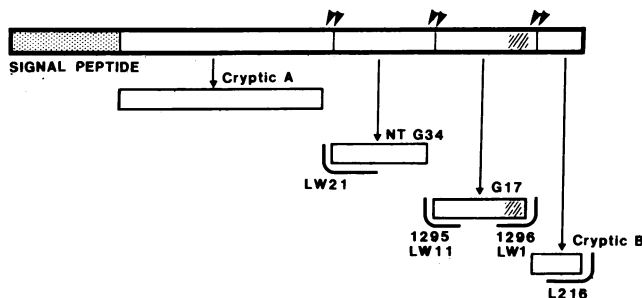 SIGNAL PEPTIDE
Cryptic A
NT G34
LW21
G17
1295
LW11
1296
LW1
Cryptic B
L216